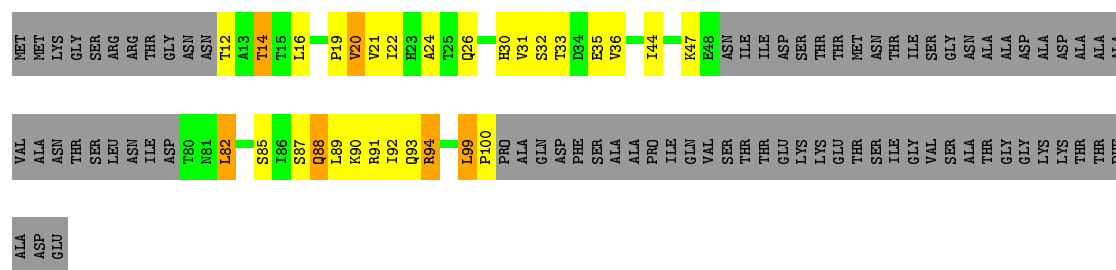 MET MET LYS GLY SER ARG ARG THR GLY ASN ASN T12 A13 T14 T15 L16 P19 V20 V21 I22 H23 A24 T25 Q26 H30 V31 S32 T33 D34 E35 V36 I44 K47 E48 ASN ILE ILE ASP SER THR THR MET ASN THR ILE SER GLY ASN ALA ALA ASP ALA ASP ALA ALA ALA
VAL ALA ASN THR SER LEU ASN ILE ASP T80 N81 L82 S85 I86 S87 Q88 L89 K90 R91 I92 Q93 R94 L99 P100 PRO ALA GLN ASP PHE SER ALA ALA PRO ILE GLN VAL SER THR THR GLU LYS LYS GLU THR SER ILE GLY VAL SER ALA THR GLY GLY LYS LYS THR THR
ALA ASP GLU